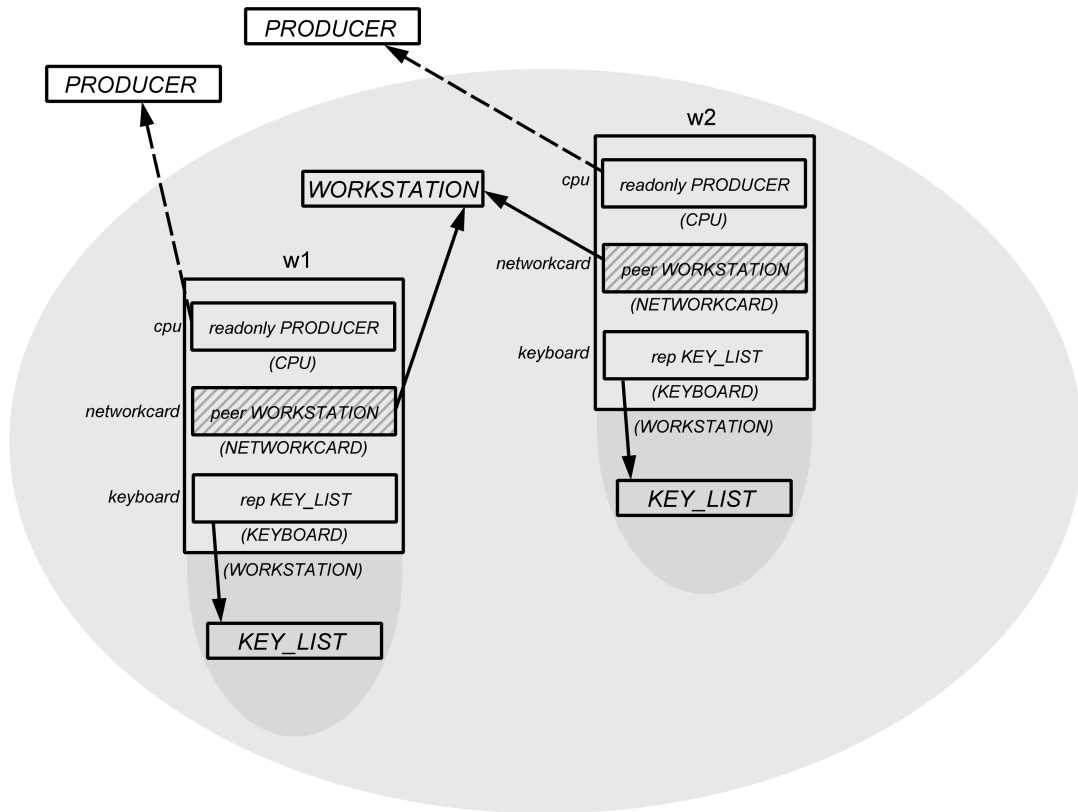 PRODUCER
PRODUCER
w2
cpu
readonly PRODUCER
(CPU)
networkcard
peer WORKSTATION
(NETWORKCARD)
keyboard
rep KEY_LIST
(KEYBOARD)
(WORKSTATION)
KEY_LIST
WORKSTATION
w1
cpu
readonly PRODUCER
(CPU)
networkcard
peer WORKSTATION
(NETWORKCARD)
keyboard
rep KEY_LIST
(KEYBOARD)
(WORKSTATION)
KEY_LIST